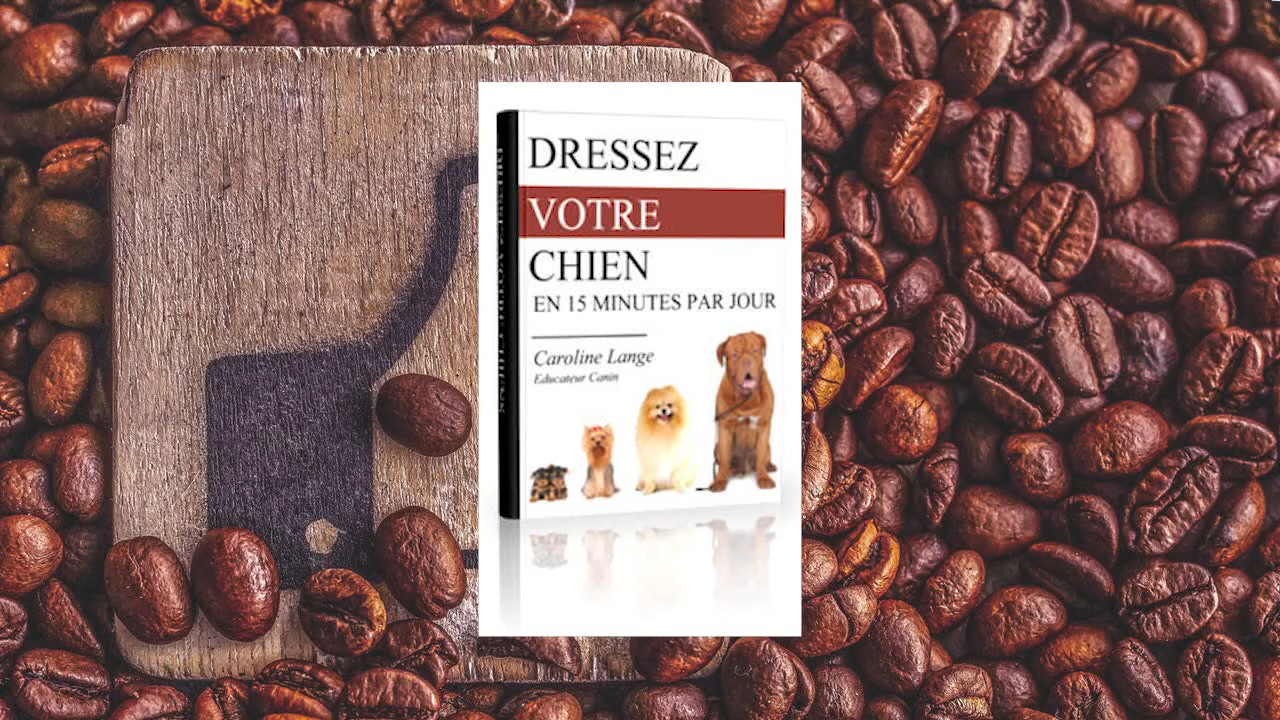 DRESSEZ
VOTRE
CHIEN
EN 15 MINUTES PAR JOUR
Caroline Lange
Educateur Canin